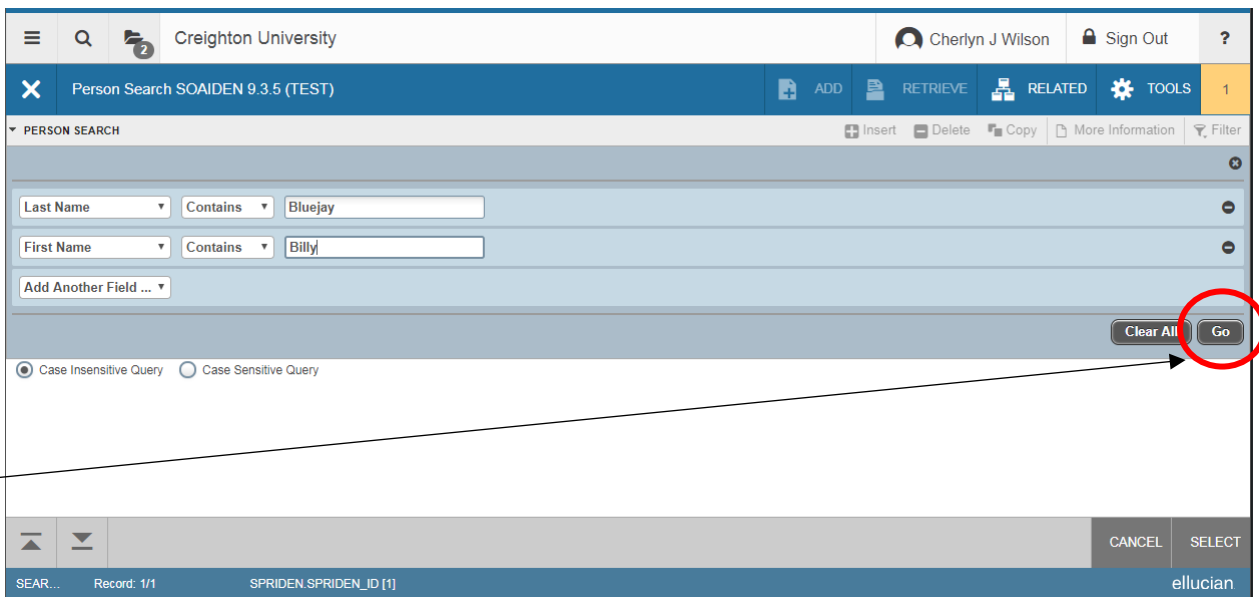 2 Creighton University Cherlyn J Wilson Sign Out ?
Person Search SOAIDEN 9.3.5 (TEST) ADD RETRIEVE RELATED TOOLS 1
PERSON SEARCH Insert Delete Copy More Information Filter
Last Name Contains Bluejay
First Name Contains Billy
Add Another Field ...
Clear All Go
Case Insensitive Query Case Sensitive Query
CANCEL SELECT
SEAR... Record: 1/1 SPRIDEN.SPRIDEN_ID [1] ellucian